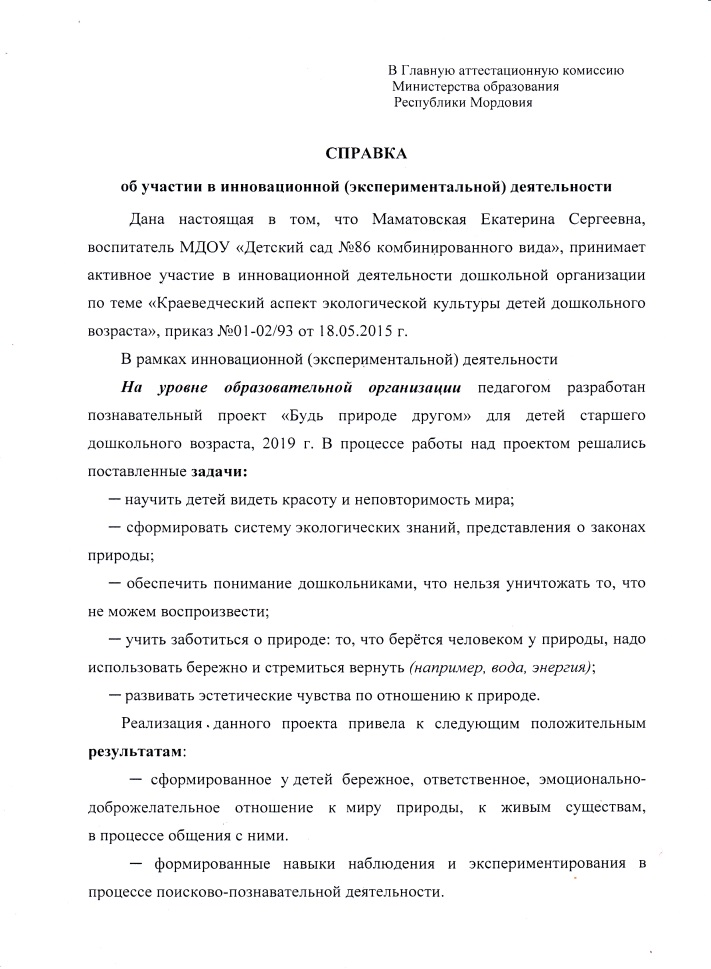 В Главную аттестационную комиссию
Министерства образования
Республики Мордовия
СПРАВКА
об участии в инновационной (экспериментальной) деятельности
Дана настоящая в том, что Маматовская Екатерина Сергеевна,
воспитатель МДОУ «Детский сад №86 комбинированного вида», принимает
активное участие в инновационной деятельности дошкольной организации
по теме «Краеведческий аспект экологической культуры детей дошкольного
возраста», приказ №01-02/93 от 18.05.2015 г.
В рамках инновационной (экспериментальной) деятельности
На уровне образовательной организации педагогом разработан
познавательный проект «Будь природе другом» для детей старшего
дошкольного возраста, 2019 г. В процессе работы над проектом решались
поставленные задачи:
— научить детей видеть красоту и неповторимость мира;
— сформировать систему экологических знаний, представления о законах
природы;
— обеспечить понимание дошкольниками, что нельзя уничтожать то, что
не можем воспроизвести;
— учить заботиться о природе: то, что берётся человеком у природы, надо
использовать бережно и стремиться вернуть (например, вода, энергия);
— развивать эстетические чувства по отношению к природе.
Реализация данного проекта привела к следующим положительным
результатам:
— сформированное у детей бережное, ответственное, эмоционально-
доброжелательное отношение к миру природы, к живым существам,
в процессе общения с ними.
— формированные навыки наблюдения и экспериментирования в
процессе поисково-познавательной деятельности.